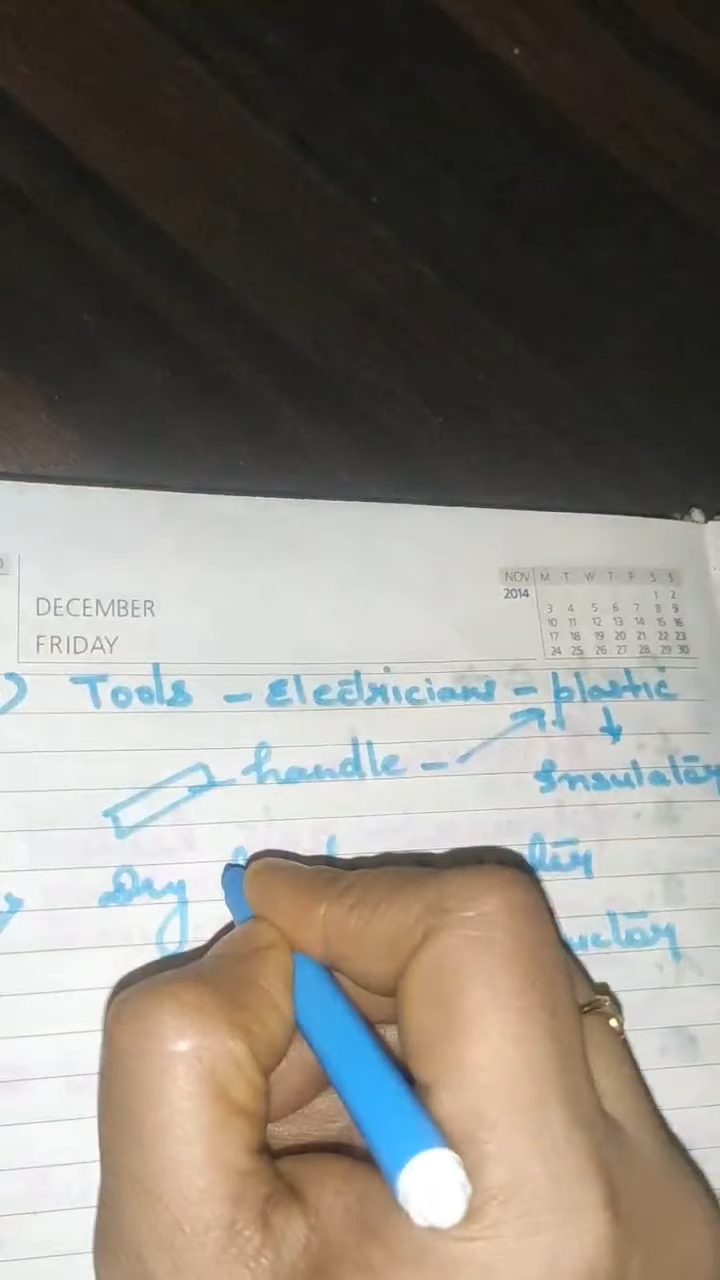 DECEMBER
FRIDAY
NOV M T W T F S S
2014 1 2
3 4 5 6 7 8 9
10 11 12 13 14 15 16
17 18 19 20 21 22 23
24 25 26 27 28 29 30
) Tools - Electricians - plastic
handle -
Insulator
Dry